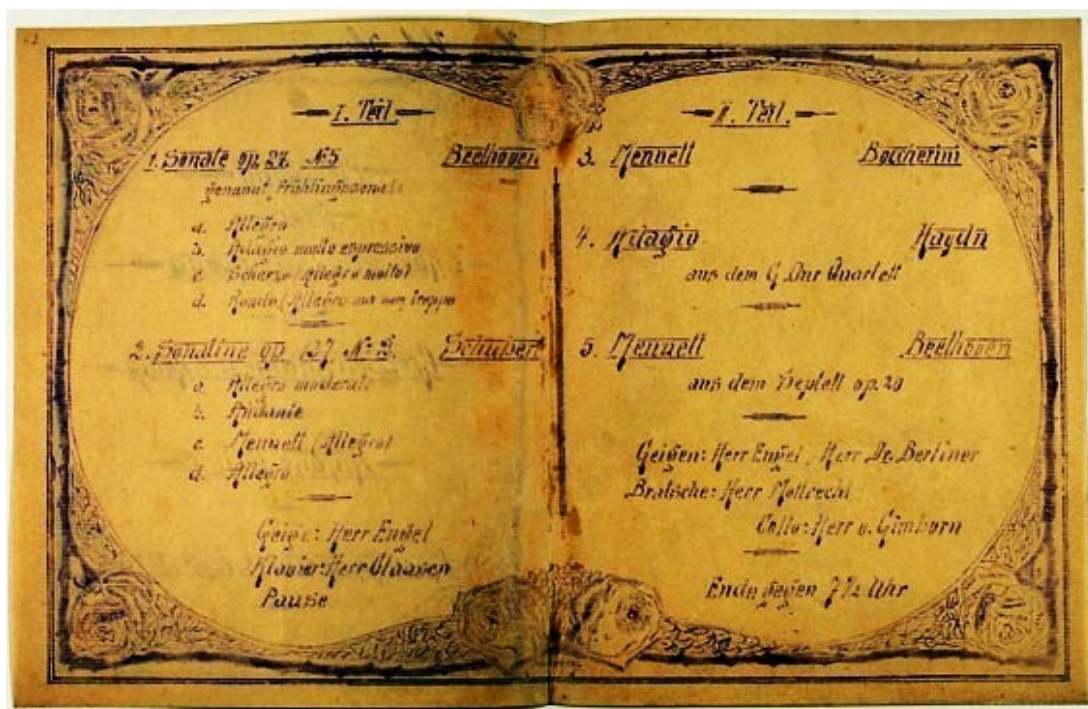 I. Teil.
1. Sonate op. 27 № 5 Beethoven
genannt Frühlingssonate
a. Allegro
b. Adagio molto espressivo
c. Scherzo (Allegro molto)
d. Rondo (Allegro ma non troppo
2. Sonatine op. 137 № 2. Schubert
a. Allegro moderato
b. Andante
c. Menuett (Allegro)
d. Allegro
Geige: Herr Engel
Klavier: Herr Claassen
Pause
II. Teil.
3. Menuett Boccherini
4. Adagio Haydn
aus dem G Dur Quartett
5. Menuett Beethoven
aus dem Septett op. 20
Geigen: Herr Engel, Herr Dr. Berliner
Bratsche: Herr Mollrecht
Cello: Herr v. Gimborn
Ende gegen 7½ Uhr